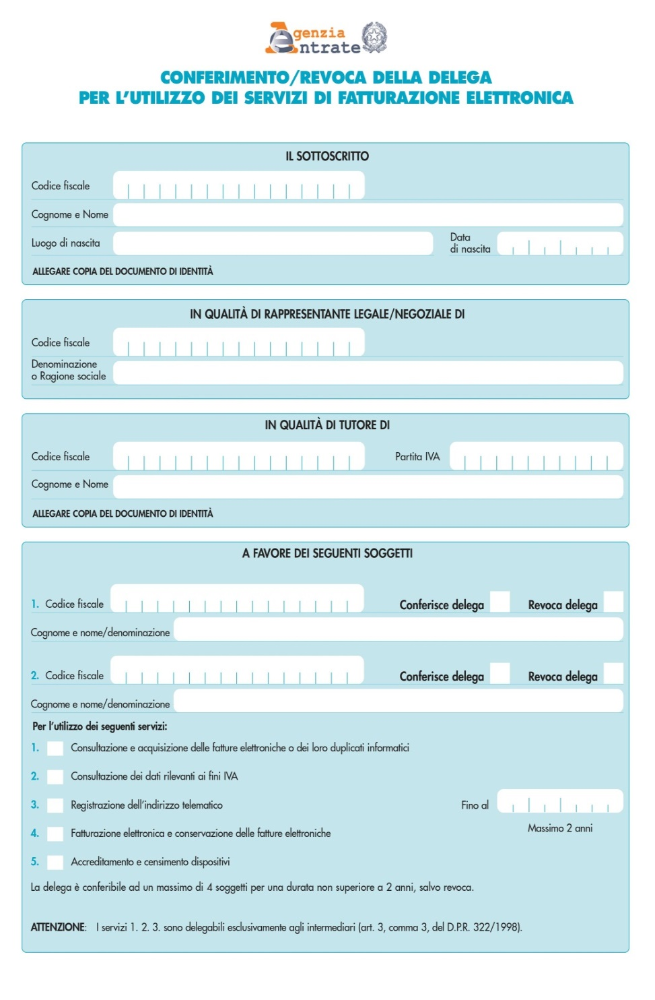 Agenzia
Entrate
CONFERIMENTO/REVOCA DELLA DELEGA
PER L'UTILIZZO DEI SERVIZI DI FATTURAZIONE ELETTRONICA
IL SOTTOSCRITTO
Codice fiscale
Cognome e Nome
Luogo di nascita Data di nascita
ALLEGARE COPIA DEL DOCUMENTO DI IDENTITÀ
IN QUALITÀ DI RAPPRESENTANTE LEGALE/NEGOZIALE DI
Codice fiscale
Denominazione
o Ragione sociale
IN QUALITÀ DI TUTORE DI
Codice fiscale Partita IVA
Cognome e Nome
ALLEGARE COPIA DEL DOCUMENTO DI IDENTITÀ
A FAVORE DEI SEGUENTI SOGGETTI
1. Codice fiscale Conferisce delega Revoca delega
Cognome e nome/denominazione
2. Codice fiscale Conferisce delega Revoca delega
Cognome e nome/denominazione
Per l'utilizzo dei seguenti servizi:
1. Consultazione e acquisizione delle fatture elettroniche o dei loro duplicati informatici
2. Consultazione dei dati rilevanti ai fini IVA
3. Registrazione dell'indirizzo telematico Fino al
Massimo 2 anni
4. Fatturazione elettronica e conservazione delle fatture elettroniche
5. Accreditamento e censimento dispositivi
La delega è conferibile ad un massimo di 4 soggetti per una durata non superiore a 2 anni, salvo revoca.
ATTENZIONE: I servizi 1. 2. 3. sono delegabili esclusivamente agli intermediari (art. 3, comma 3, del D.P.R. 322/1998).